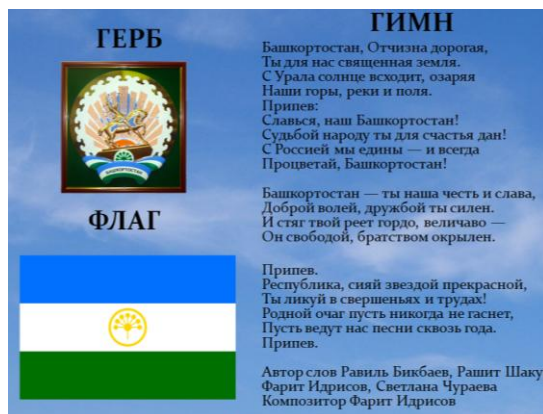 ГЕРБ
БАШКОРТОСТАН
ФЛАГ
ГИМН
Башкортостан, Отчизна дорогая,
Ты для нас священная земля.
С Урала солнце всходит, озаряя
Наши горы, реки и поля.
Припев:
Славься, наш Башкортостан!
Судьбой народу ты для счастья дан!
С Россией мы едины — и всегда
Процветай, Башкортостан!
Башкортостан — ты наша честь и слава,
Доброй волей, дружбой ты силен.
И стяг твой реет гордо, величаво —
Он свободой, братством окрылен.
Припев.
Республика, сияй звездой прекрасной,
Ты ликуй в свершеньях и трудах!
Родной очаг пусть никогда не гаснет,
Пусть ведут нас песни сквозь года.
Припев.
Автор слов Равиль Бикбаев, Рашит Шаку
Фарит Идрисов, Светлана Чураева
Композитор Фарит Идрисов